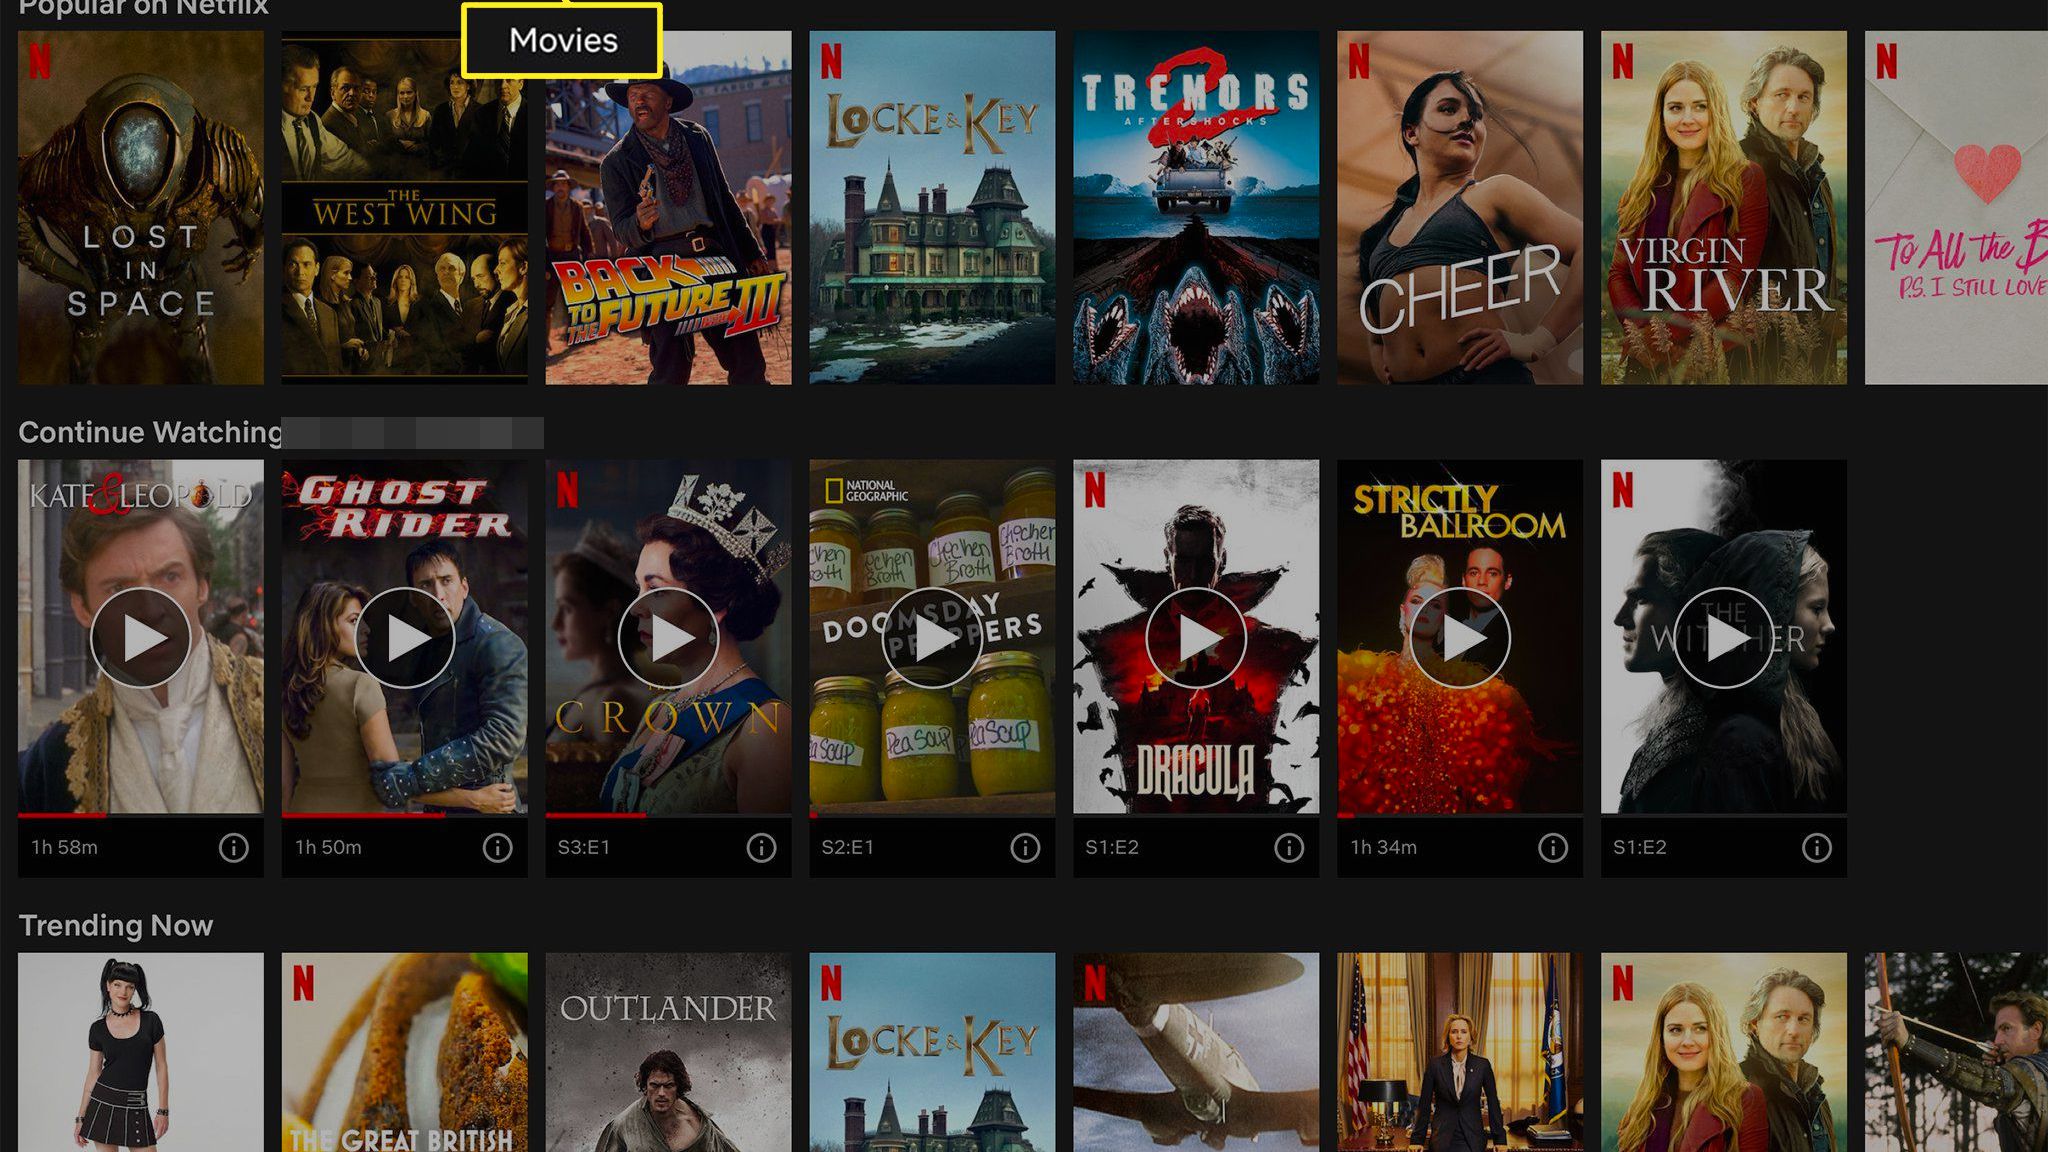 Popular on Netflix
Movies
N
LOST
IN
SPACE
THE
WEST WING
BACK
TO THE FUTURE
PART III
N
LOCKE & KEY
TREMORS
2
AFTERSHOCKS
N
CHEER
N
VIRGIN
RIVER
N
To All the B
P.S. I STILL LOVE
Continue Watching
KATE & LEOPOLD
GHOST
RIDER
N
THE
CROWN
NATIONAL
GEOGRAPHIC
Chicken
Broth
Chicken
Broth
DOOMSDAY
PREPPERS
Pea Soup
N
DRACULA
STRICTLY
BALLROOM
N
THE
WITCHER
1h 58m
1h 50m
S3:E1
S2:E1
S1:E2
1h 34m
S1:E2
Trending Now
N
THE GREAT BRITISH
OUTLANDER
N
LOCKE & KEY
N
N